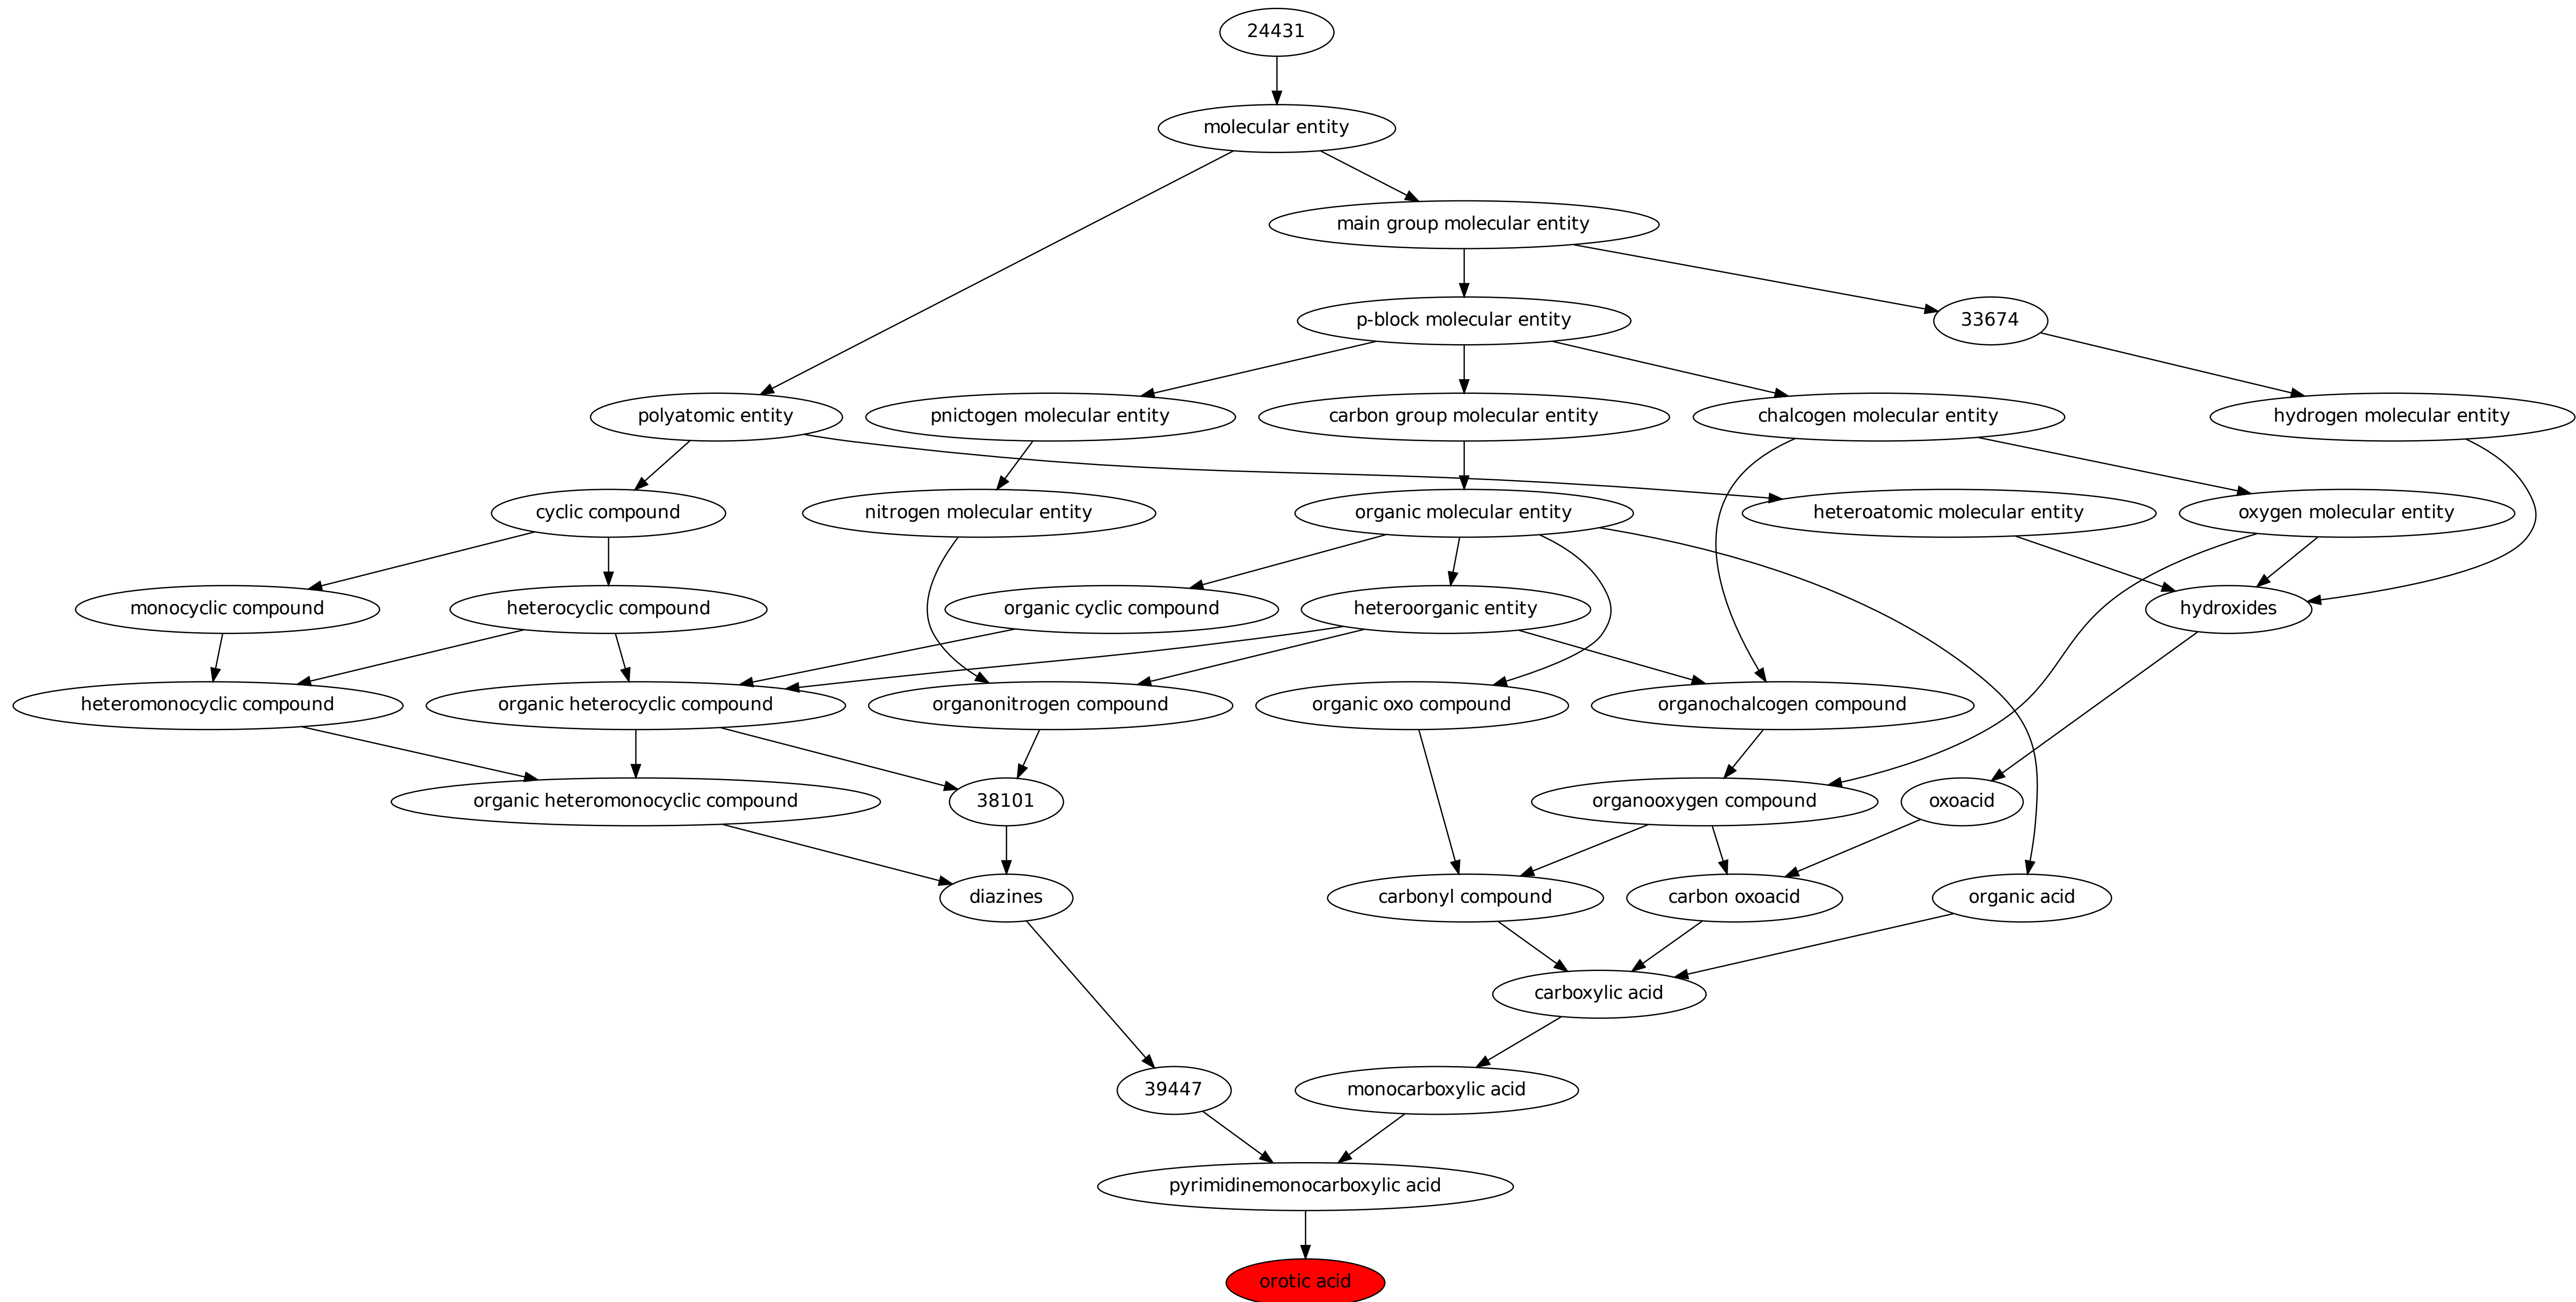 24431
molecular entity
main group molecular entity
p-block molecular entity
33674
polyatomic entity
pnictogen molecular entity
carbon group molecular entity
chalcogen molecular entity
hydrogen molecular entity
cyclic compound
nitrogen molecular entity
organic molecular entity
heteroatomic molecular entity
oxygen molecular entity
monocyclic compound
heterocyclic compound
organic cyclic compound
heteroorganic entity
hydroxides
heteromonocyclic compound
organic heterocyclic compound
organonitrogen compound
organic oxo compound
organochalcogen compound
organic heteromonocyclic compound
38101
organooxygen compound
oxoacid
diazines
carbonyl compound
carbon oxoacid
organic acid
carboxylic acid
39447
monocarboxylic acid
pyrimidinemonocarboxylic acid
orotic acid